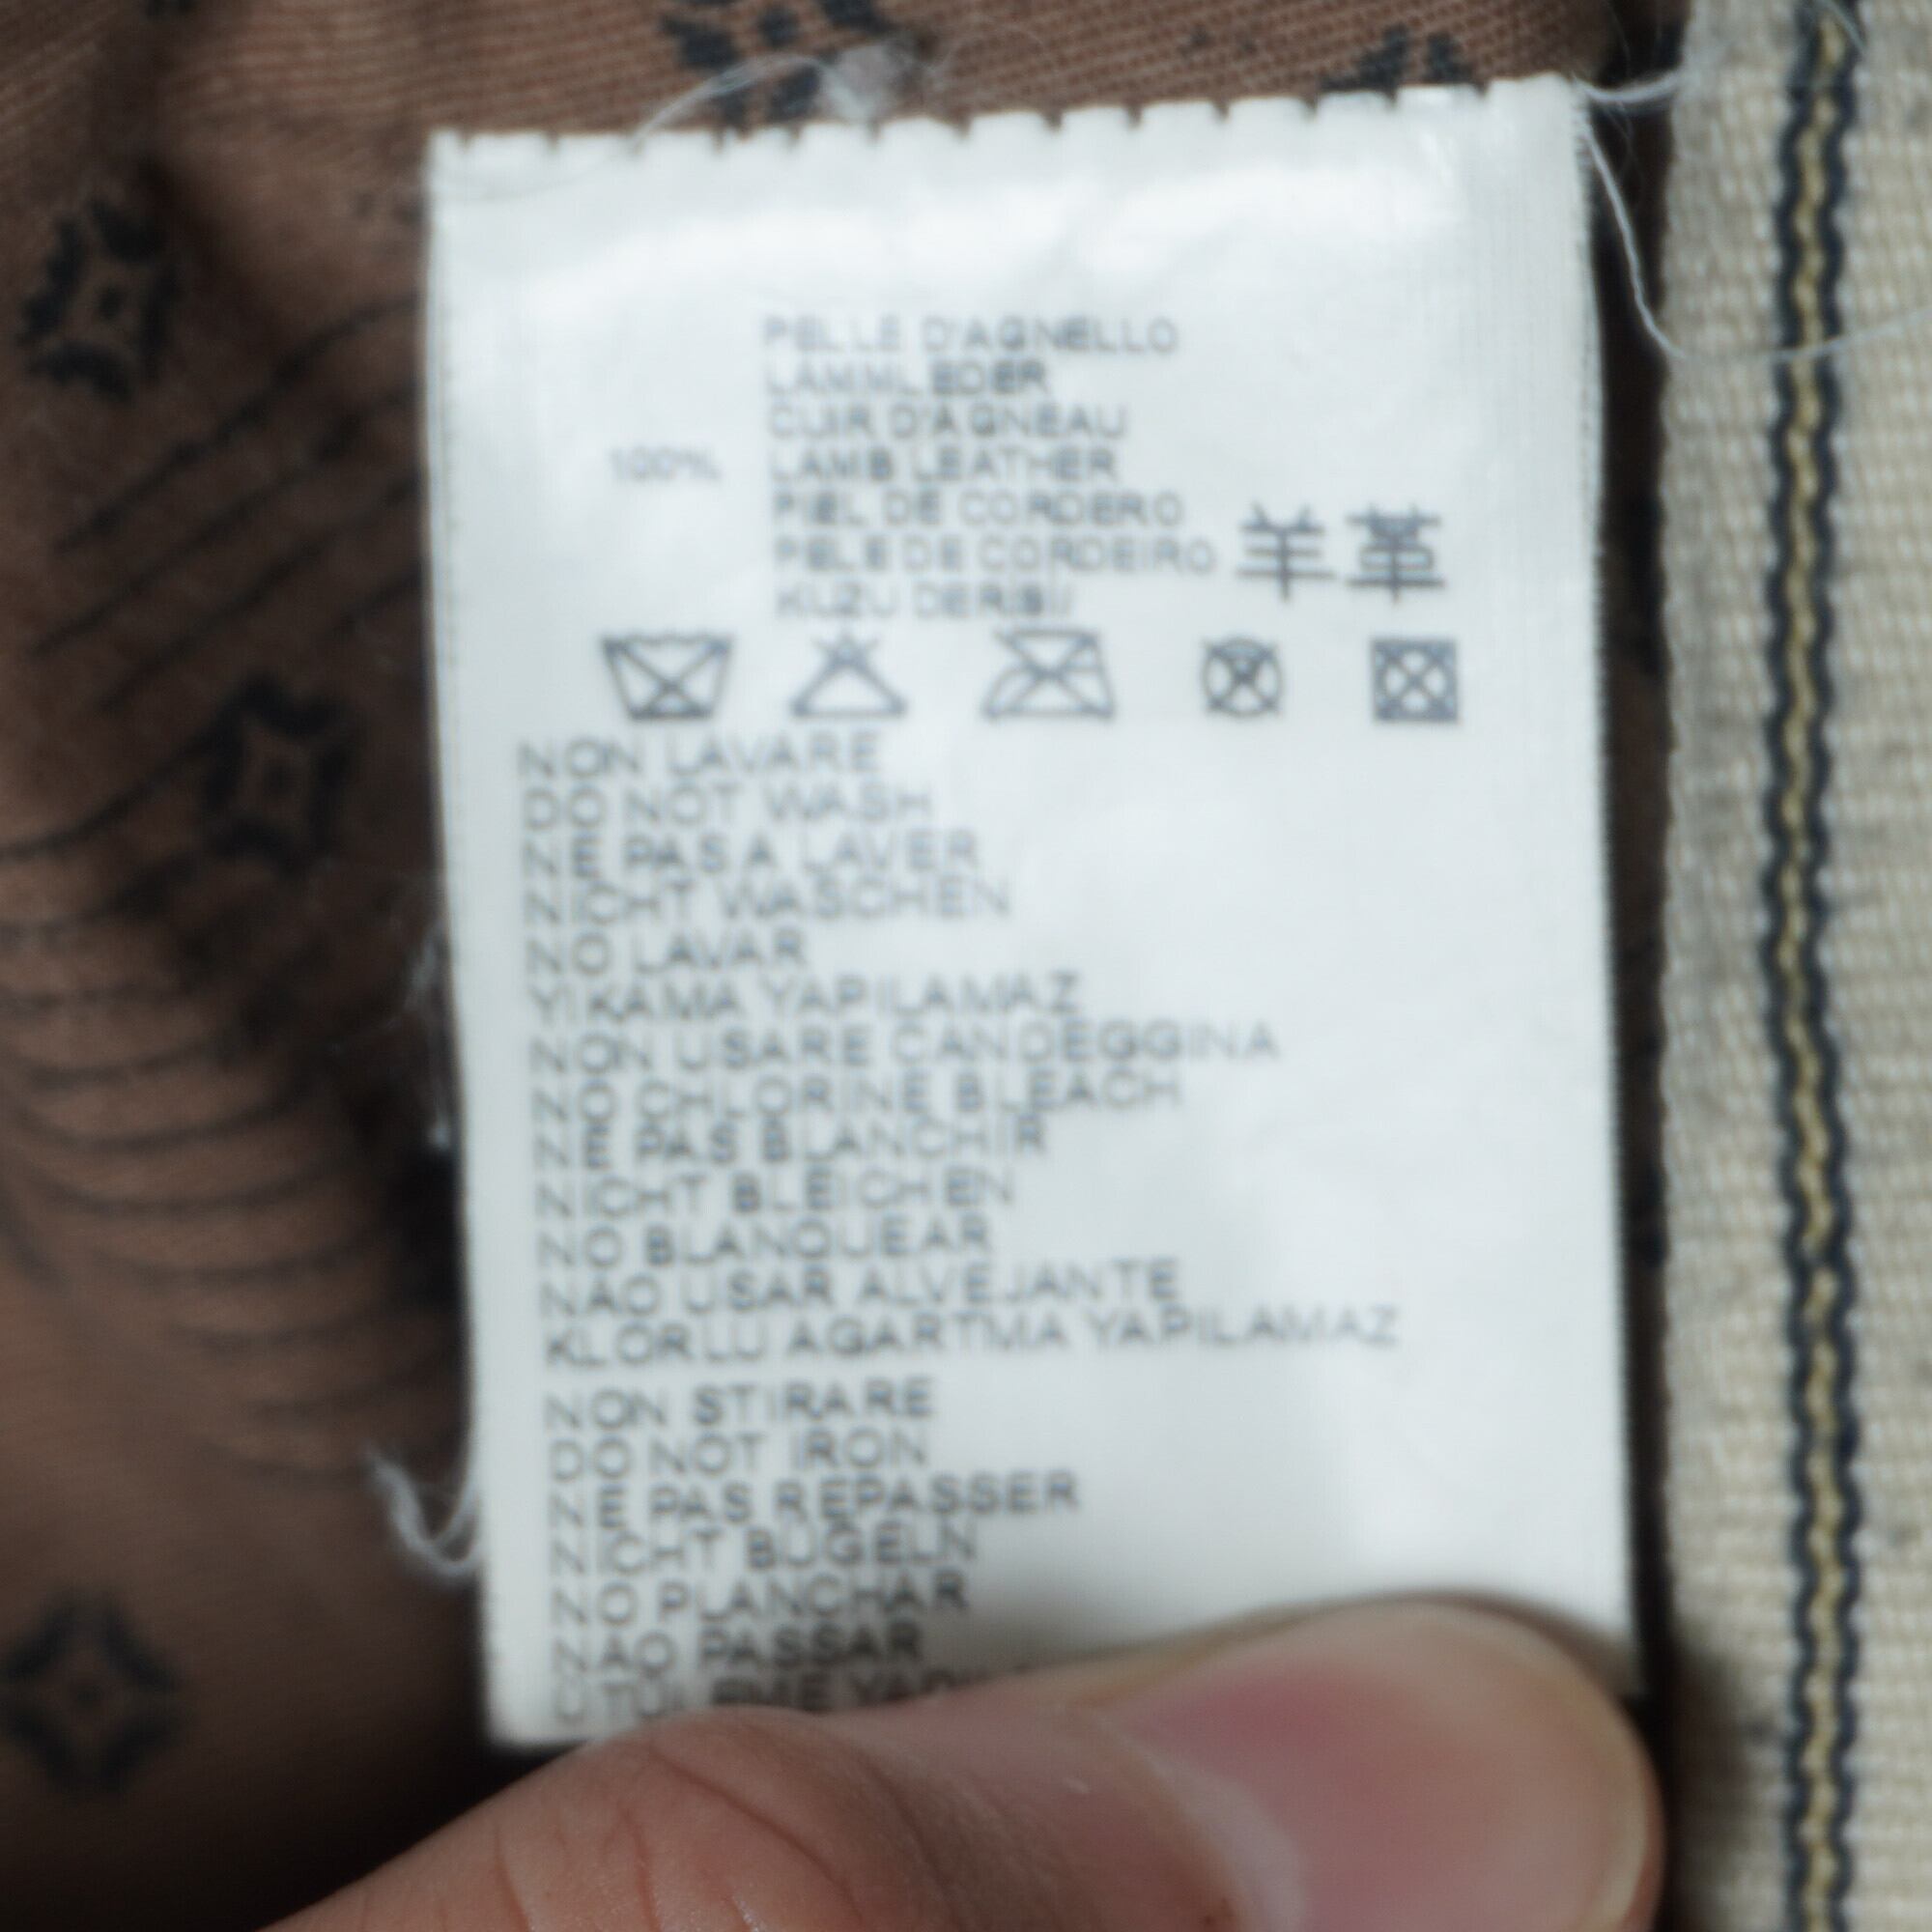 PELLE D'AGNELLO
LAMMLEDER
CUIR D'AGNEAU
100% LAMB LEATHER
PIEL DE CORDERO
PELE DE CORDEIRO 羊革
KUZU DERİSİ
NON LAVARE
DO NOT WASH
NE PAS A LAVER
NICHT WASCHEN
NO LAVAR
YIKAMA YAPILAMAZ
NON USARE CANDEGGINA
NO CHLORINE BLEACH
NE PAS BLANCHIR
NICHT BLEICHEN
NO BLANQUEAR
NAO USAR ALVEJANTE
KLORLU AGARTMA YAPILAMAZ
NON STIRARE
DO NOT IRON
NE PAS REPASSER
NICHT BÜGELN
NO PLANCHAR
NAO PASSAR